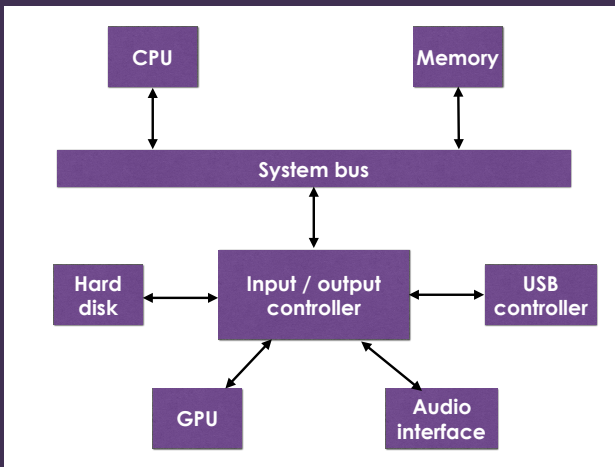 CPU
Memory
System bus
Hard
disk
Input / output
controller
USB
controller
GPU
Audio
interface